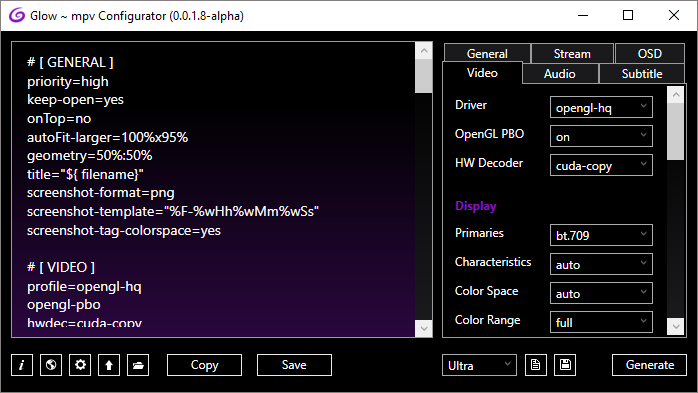 Glow ~ mpv Configurator (0.0.1.8-alpha)
# [ GENERAL ]
priority=high
keep-open=yes
onTop=no
autoFit-larger=100%x95%
geometry=50%:50%
title="${ filename}"
screenshot-format=png
screenshot-template="%F-%wHh%wMm%wSs"
screenshot-tag-colorspace=yes
# [ VIDEO ]
profile=opengl-hq
opengl-pbo
hwdec=cuda-copy
General Stream OSD
Video Audio Subtitle
Driver opengl-hq
OpenGL PBO on
HW Decoder cuda-copy
Display
Primaries bt.709
Characteristics auto
Color Space auto
Color Range full
i Copy Save Ultra Generate